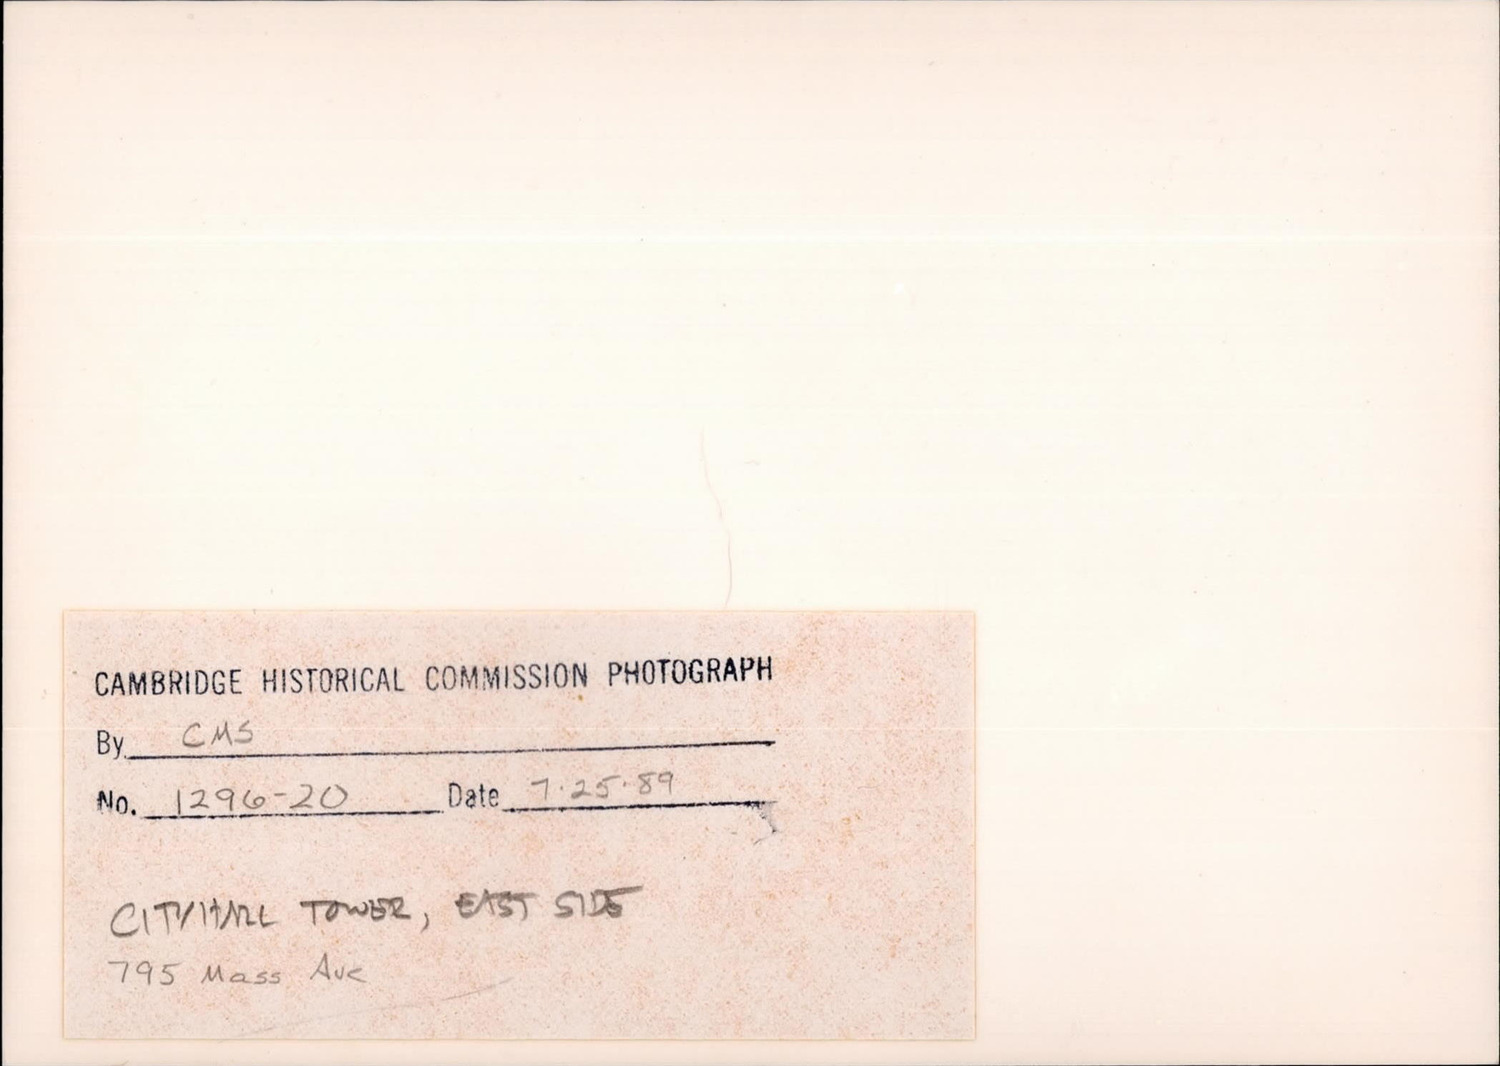 CAMBRIDGE HISTORICAL COMMISSION PHOTOGRAPH
By CMS
No. 1296-20 Date 7.25.89
CITY HALL TOWER, EAST SIDE
795 Mass Ave